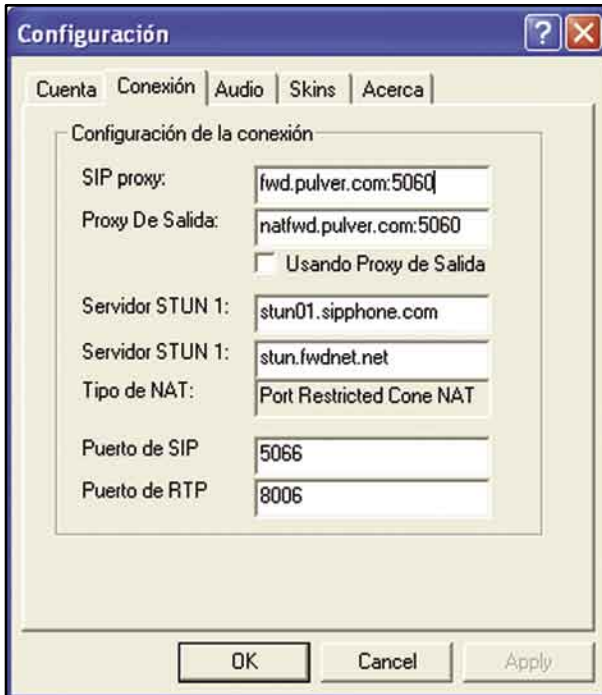 Configuración
Cuenta Conexión Audio Skins Acerca
Configuración de la conexión
SIP proxy: fwd.pulver.com:5060
Proxy De Salida: natfwd.pulver.com:5060
Usando Proxy de Salida
Servidor STUN 1: stun01.sipphone.com
Servidor STUN 1: stun.fwdnet.net
Tipo de NAT: Port Restricted Cone NAT
Puerto de SIP 5066
Puerto de RTP 8006
OK Cancel Apply